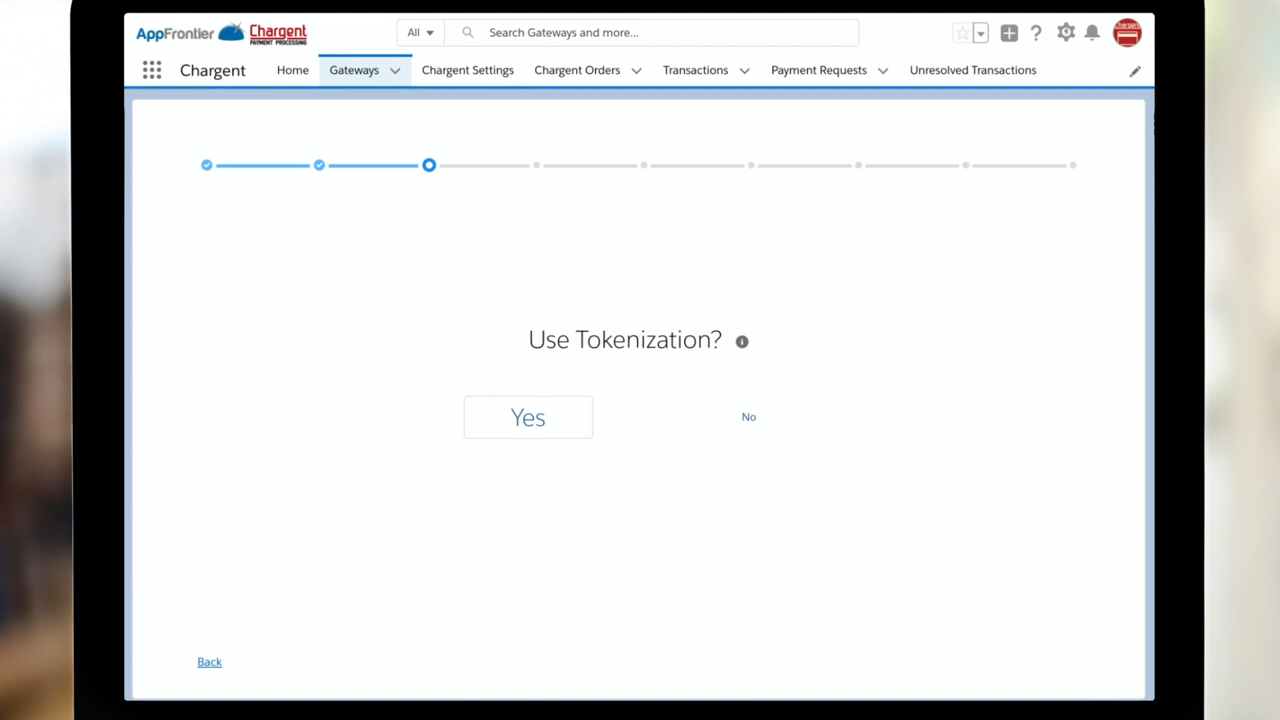 AppFrontier Chargent
PAYMENT PROCESSING
All
Search Gateways and more...
Chargent
Home
Gateways
Chargent Settings
Chargent Orders
Transactions
Payment Requests
Unresolved Transactions
Use Tokenization?
Yes
No
Back